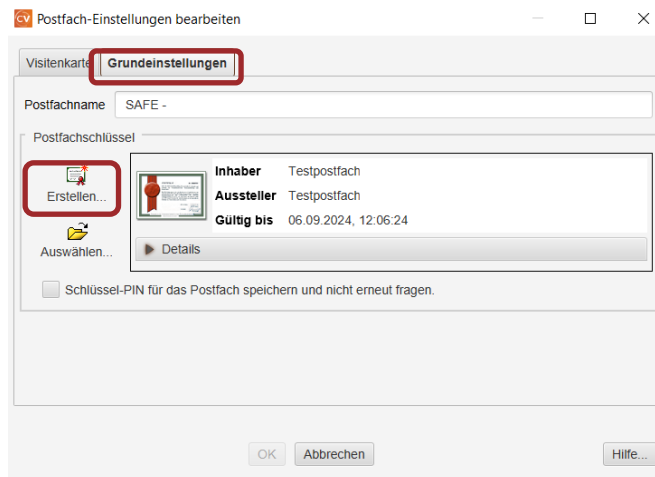 CV Postfach-Einstellungen bearbeiten
Visitenkarte Grundeinstellungen
Postfachname SAFE -
Postfachschlüssel
Erstellen...
Auswählen...
Inhaber Testpostfach
Aussteller Testpostfach
Gültig bis 06.09.2024, 12:06:24
Details
Schlüssel-PIN für das Postfach speichern und nicht erneut fragen.
OK Abbrechen Hilfe...